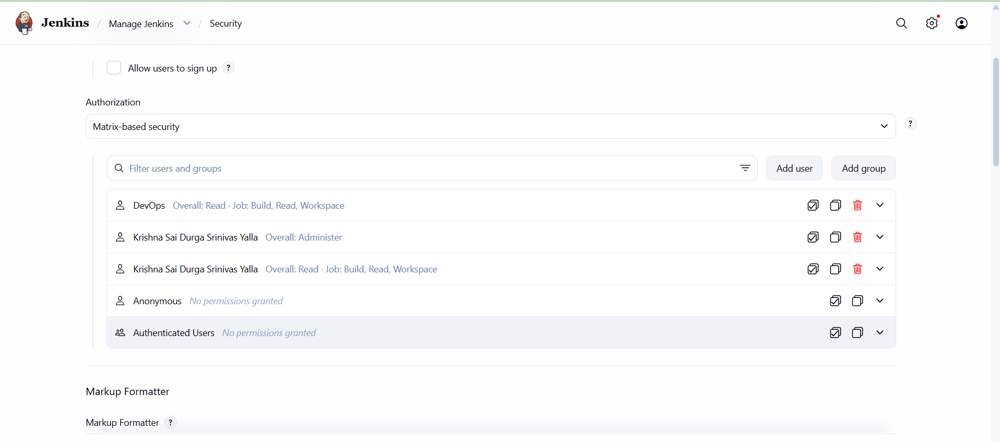 Jenkins / Manage Jenkins / Security
Allow users to sign up ?
Authorization
Matrix-based security ?
Filter users and groups Add user Add group
DevOps Overall: Read · Job: Build, Read, Workspace
Krishna Sai Durga Srinivas Yalla Overall: Administer
Krishna Sai Durga Srinivas Yalla Overall: Read · Job: Build, Read, Workspace
Anonymous No permissions granted
Authenticated Users No permissions granted
Markup Formatter
Markup Formatter ?